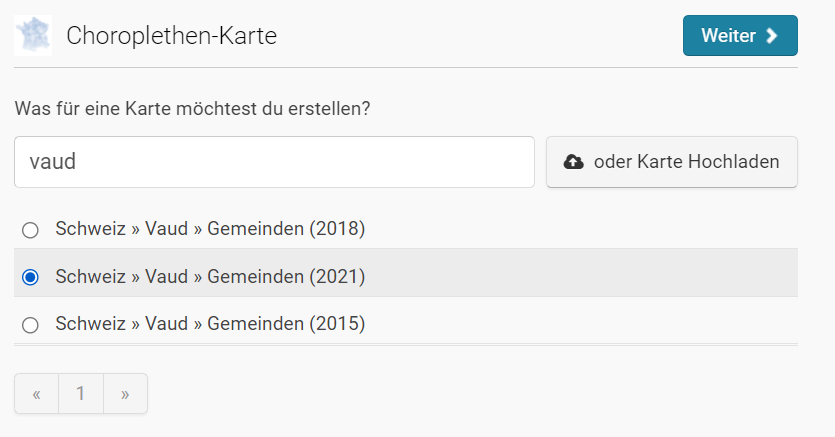 Choroplethen-Karte
Weiter
Was für eine Karte möchtest du erstellen?
vaud
oder Karte Hochladen
Schweiz » Vaud » Gemeinden (2018)
Schweiz » Vaud » Gemeinden (2021)
Schweiz » Vaud » Gemeinden (2015)
« 1 »